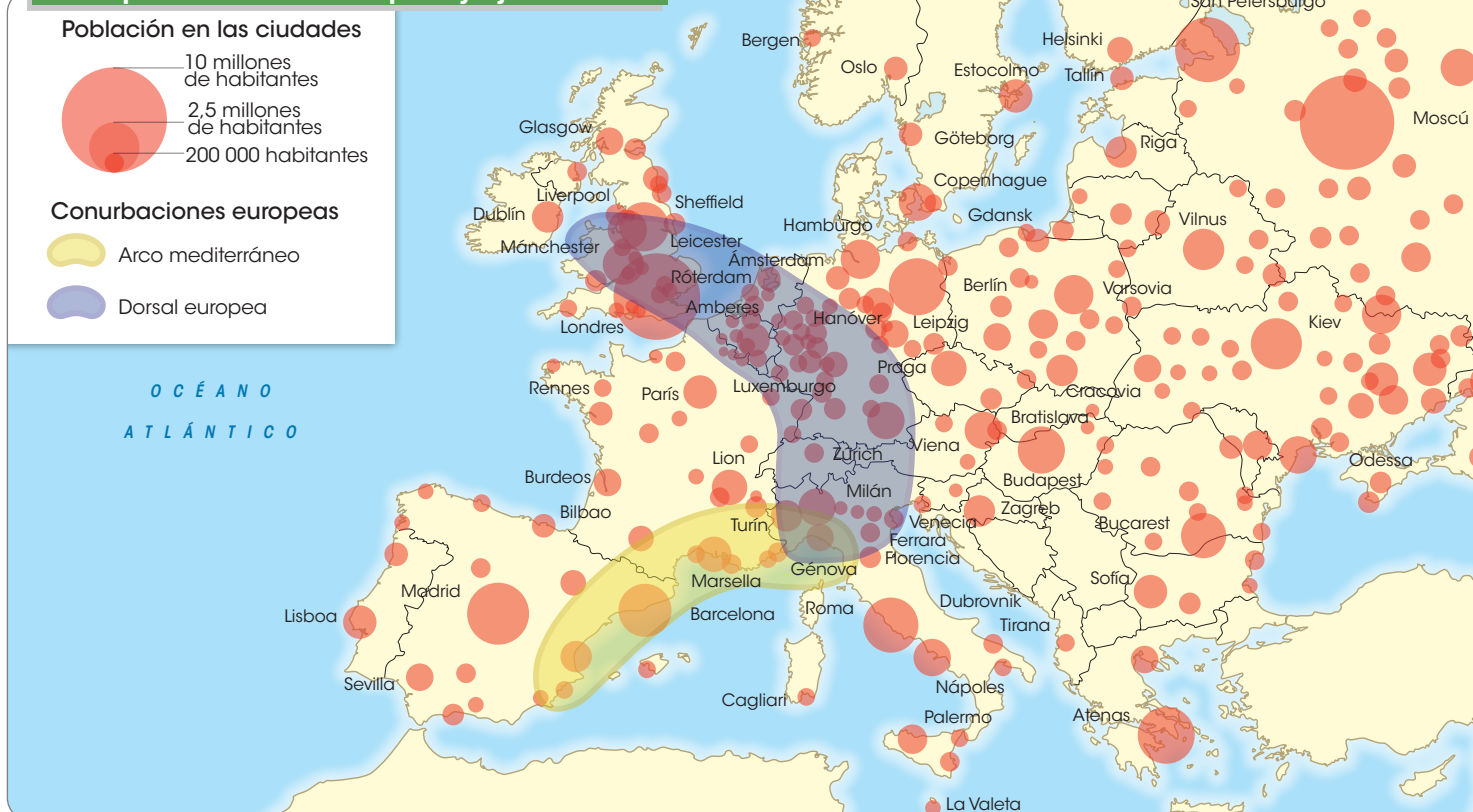 Población en las ciudades
10 millones
de habitantes
2,5 millones
de habitantes
200 000 habitantes
Conurbaciones europeas
Arco mediterráneo
Dorsal europea
OCÉANO
ATLÁNTICO
San Petersburgo
Bergen
Helsinki
Oslo
Estocolmo
Tallín
Moscú
Glasgow
Göteborg
Riga
Copenhague
Liverpool
Sheffield
Dublín
Hamburgo
Gdansk
Vilnus
Mánchester
Leicester
Ámsterdam
Róterdam
Berlín
Varsovia
Amberes
Hanóver
Leipzig
Kiev
Londres
Praga
Rennes
París
Luxemburgo
Cracovia
Bratislava
Viena
Zúrich
Lion
Odessa
Burdeos
Budapest
Milán
Bilbao
Zagreb
Turín
Venecia
Bucarest
Ferrara
Florencia
Génova
Marsella
Sofía
Madrid
Dubrovnik
Roma
Barcelona
Lisboa
Tirana
Sevilla
Nápoles
Cagliari
Palermo
Atenas
La Valeta